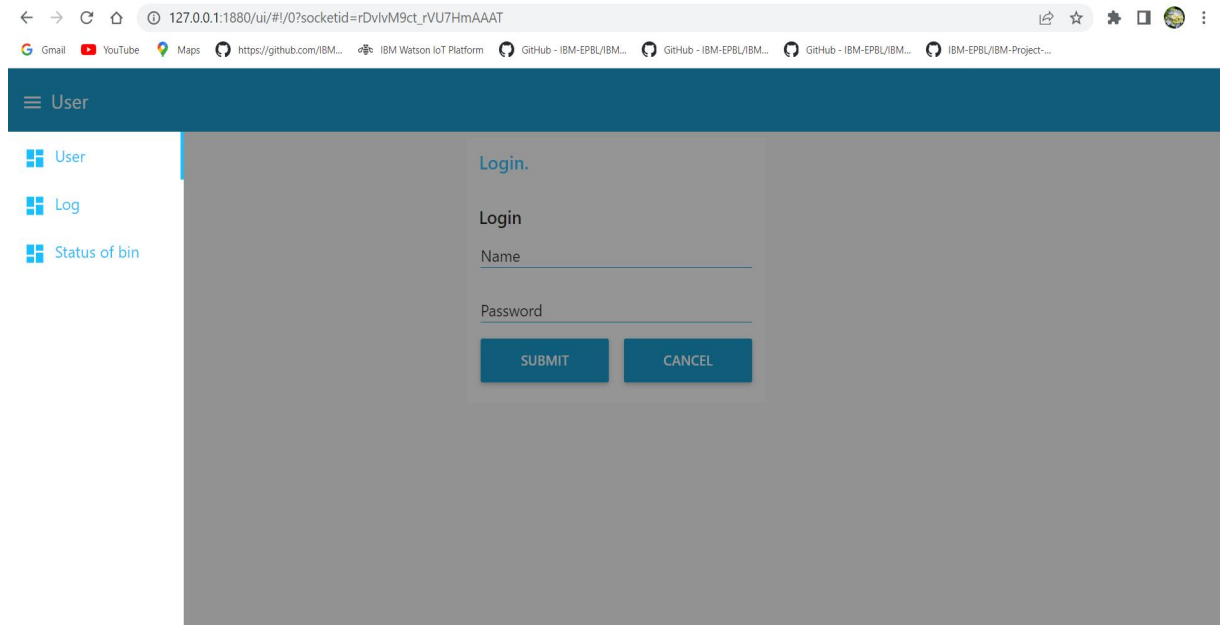 127.0.0.1:1880/ui/#!/0?socketid=rDvIvM9ct_rVU7HmAAAT
Gmail YouTube Maps https://github.com/IBM... IBM Watson IoT Platform GitHub - IBM-EPBL/IBM... GitHub - IBM-EPBL/IBM... GitHub - IBM-EPBL/IBM... IBM-EPBL/IBM-Project-...
User
User
Log
Status of bin
Login.
Login
Name
Password
SUBMIT CANCEL